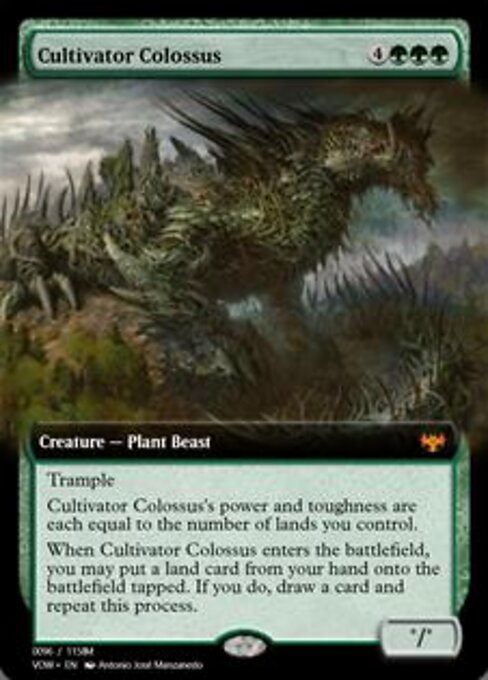 Cultivator Colossus 4
Creature — Plant Beast
Trample
Cultivator Colossus's power and toughness are
each equal to the number of lands you control.
When Cultivator Colossus enters the battlefield,
you may put a land card from your hand onto the
battlefield tapped. If you do, draw a card and
repeat this process.
*/*
0096 / 115M
VOW • EN Antonio José Manzanedo